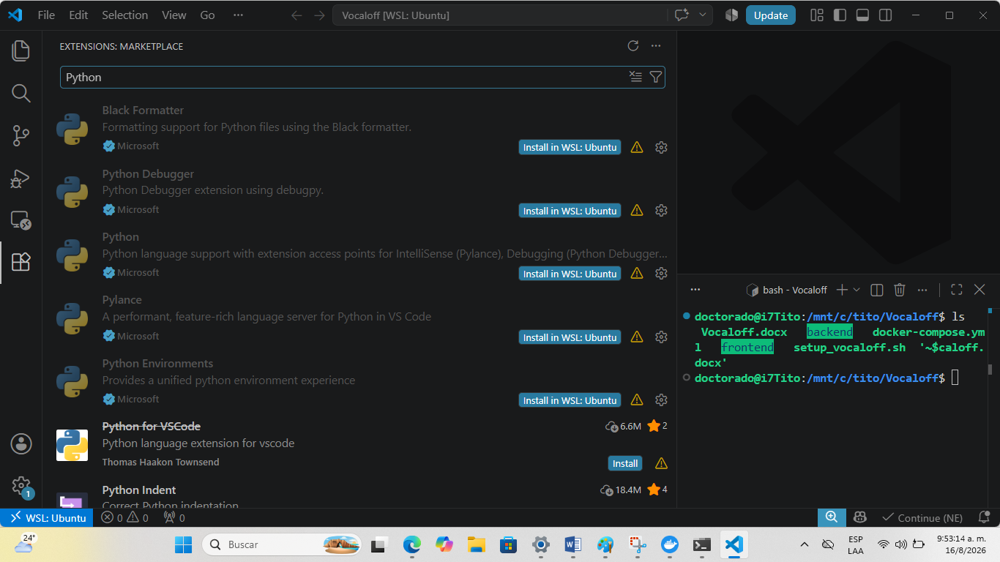 File Edit Selection View Go ···
Vocaloff [WSL: Ubuntu]
Update
EXTENSIONS: MARKETPLACE
Python
Black Formatter
Formatting support for Python files using the Black formatter.
Microsoft
Install in WSL: Ubuntu
Python Debugger
Python Debugger extension using debugpy.
Microsoft
Install in WSL: Ubuntu
Python
Python language support with extension access points for IntelliSense (Pylance), Debugging (Python Debugger...
Microsoft
Install in WSL: Ubuntu
Pylance
A performant, feature-rich language server for Python in VS Code
Microsoft
Install in WSL: Ubuntu
Python Environments
Provides a unified python environment experience
Microsoft
Install in WSL: Ubuntu
Python for VSCode
6.6M 2
Python language extension for vscode
Thomas Haakon Townsend
Install
Python Indent
18.4M 4
Correct Python indentation
bash - Vocaloff
doctorado@i7Tito:/mnt/c/tito/Vocaloff$ ls
Vocaloff.docx backend docker-compose.ym
l frontend setup_vocaloff.sh '~$caloff.
docx'
doctorado@i7Tito:/mnt/c/tito/Vocaloff$
1
WSL: Ubuntu 0 0 0
Continue (NE)
24°
Buscar
ESP
LAA
9:53:14 a. m.
16/8/2026